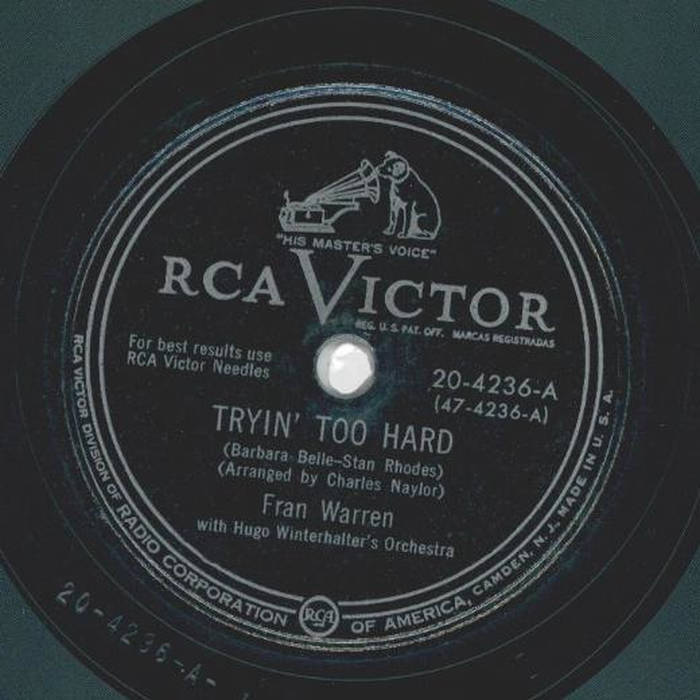 "HIS MASTER'S VOICE"
RCA VICTOR
REG. U. S. PAT. OFF. MARCAS REGISTRADAS
For best results use
RCA Victor Needles
20-4236-A
(47-4236-A)
TRYIN' TOO HARD
(Barbara Belle–Stan Rhodes)
(Arranged by Charles Naylor)
Fran Warren
with Hugo Winterhalter's Orchestra
RCA VICTOR DIVISION OF RADIO CORPORATION RCA OF AMERICA, CAMDEN, N. J., MADE IN U. S. A.
20-4236-A-